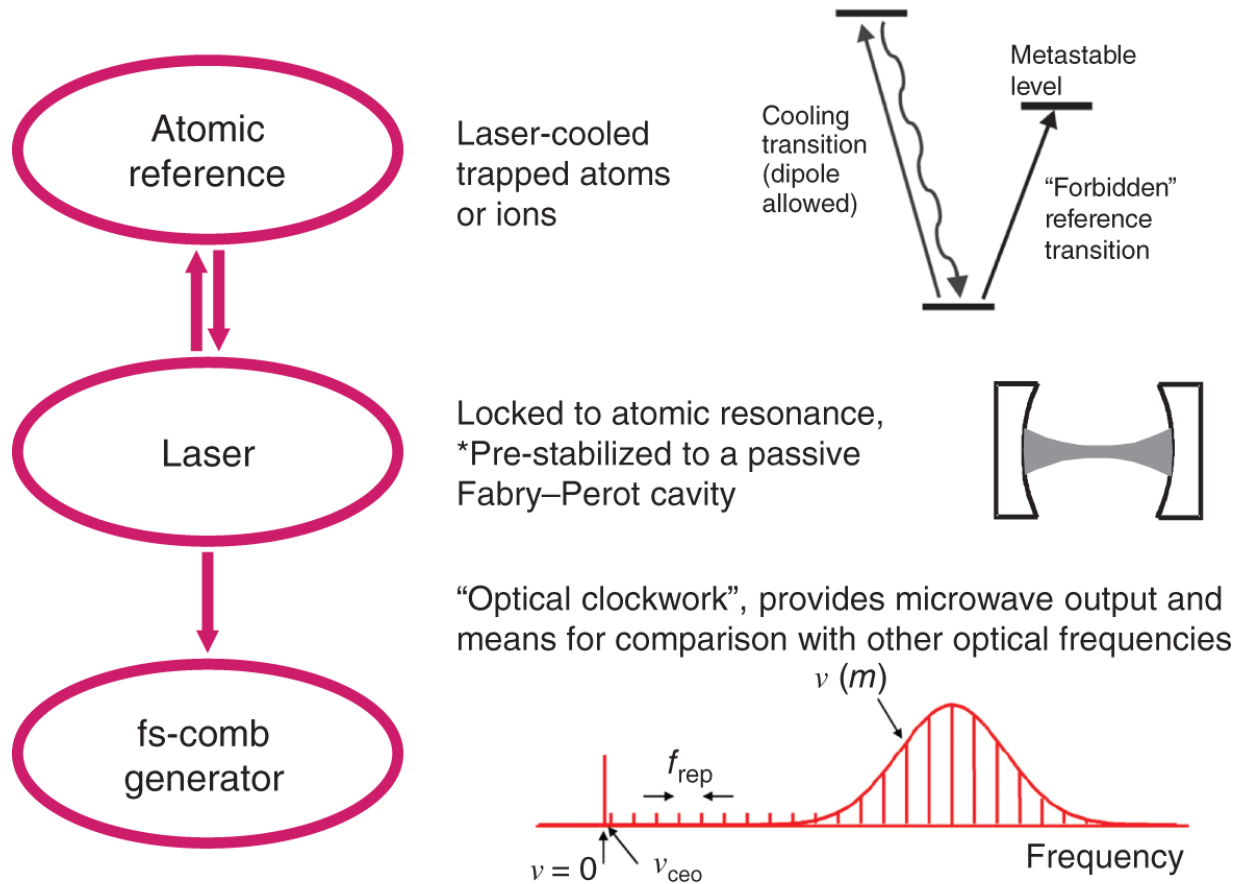 Atomic
reference
Laser-cooled
trapped atoms
or ions
Cooling
transition
(dipole
allowed)
Metastable
level
“Forbidden”
reference
transition
Laser
Locked to atomic resonance,
*Pre-stabilized to a passive
Fabry–Perot cavity
fs-comb
generator
“Optical clockwork”, provides microwave output and
means for comparison with other optical frequencies
ν (m)
f_rep
ν = 0
ν_ceo
Frequency